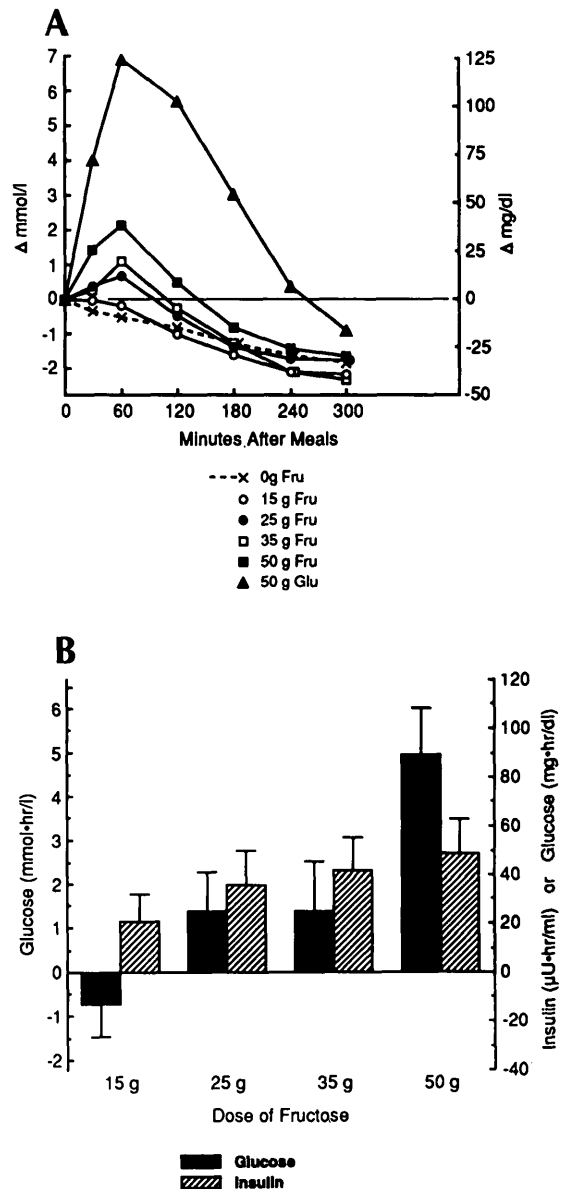 A
7
6
5
4
3
2
1
0
-1
-2
Δ mmol/l
125
100
75
50
25
0
-25
-50
Δ mg/dl
0 60 120 180 240 300
Minutes After Meals
0g Fru
15 g Fru
25 g Fru
35 g Fru
50 g Fru
50 g Glu
B
6
5
4
3
2
1
0
-1
-2
Glucose (mmol•hr/l)
120
100
80
60
40
20
0
-20
-40
Insulin (µU•hr/ml) or Glucose (mg•hr/dl)
15 g 25 g 35 g 50 g
Dose of Fructose
Glucose
Insulin